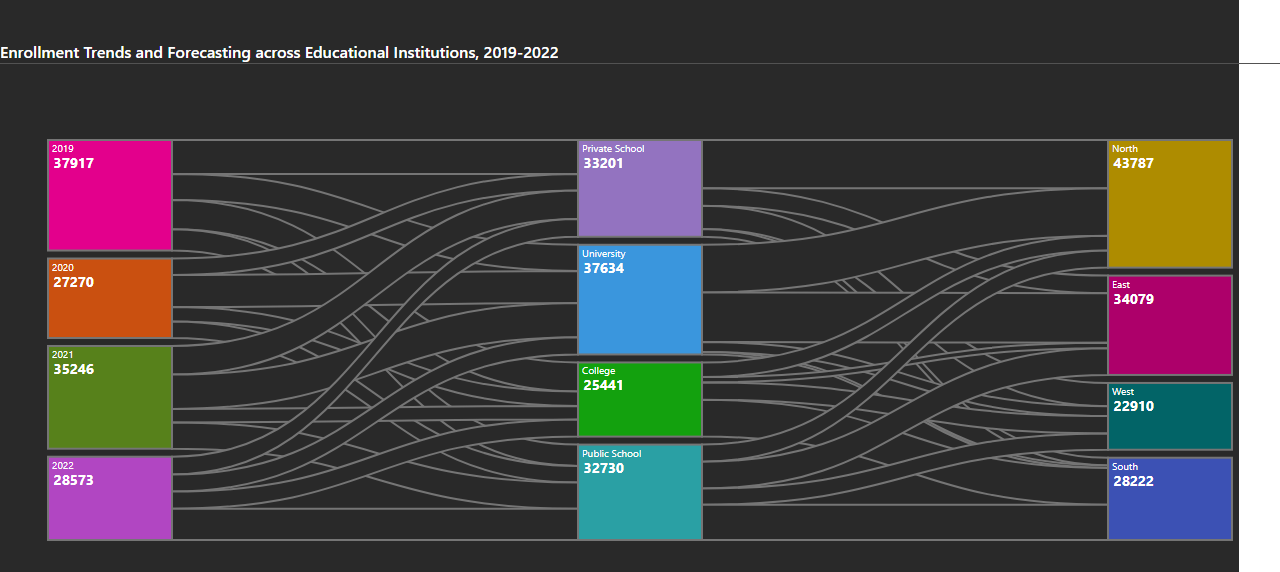 Enrollment Trends and Forecasting across Educational Institutions, 2019-2022
2019
37917
2020
27270
2021
35246
2022
28573
Private School
33201
University
37634
College
25441
Public School
32730
North
43787
East
34079
West
22910
South
28222